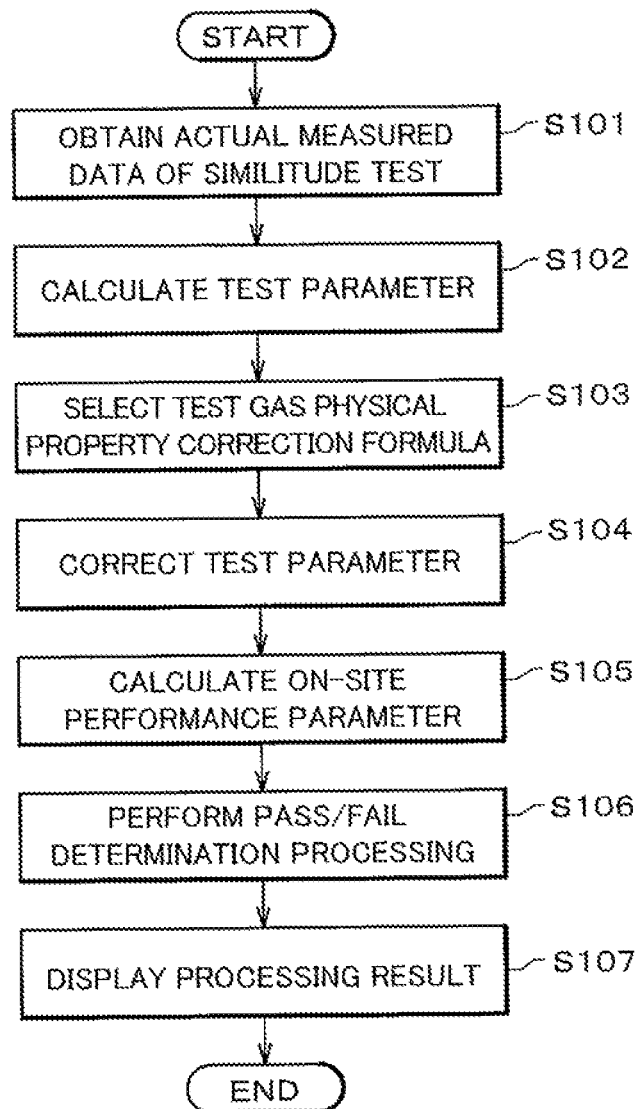 START
OBTAIN ACTUAL MEASURED
DATA OF SIMILITUDE TEST
S101
CALCULATE TEST PARAMETER
S102
SELECT TEST GAS PHYSICAL
PROPERTY CORRECTION FORMULA
S103
CORRECT TEST PARAMETER
S104
CALCULATE ON-SITE
PERFORMANCE PARAMETER
S105
PERFORM PASS/FAIL
DETERMINATION PROCESSING
S106
DISPLAY PROCESSING RESULT
S107
END